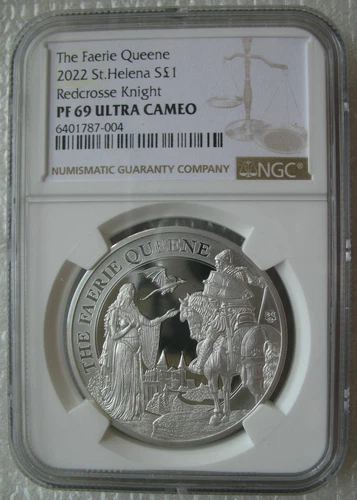 The Faerie Queene
2022 St.Helena S£1
Redcrosse Knight
PF 69 ULTRA CAMEO
6401787-004
NUMISMATIC GUARANTY COMPANY
NGC®
THE FAERIE QUEENE